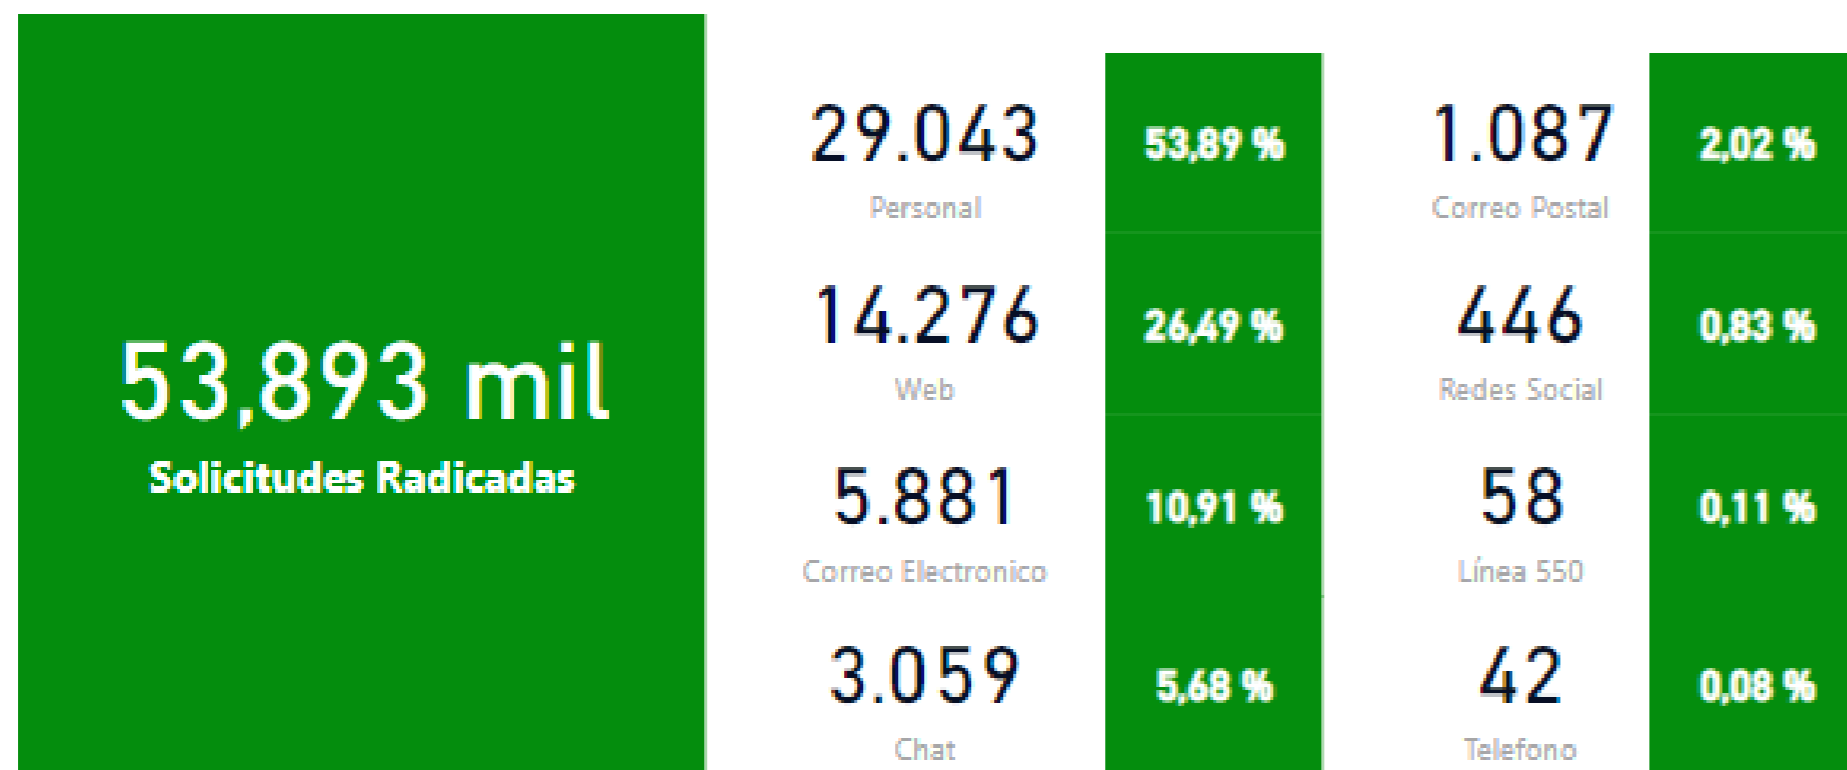 53,893 mil
Solicitudes Radicadas
29.043
Personal
53,89 %
14.276
Web
26,49 %
5.881
Correo Electronico
10,91 %
3.059
Chat
5,68 %
1.087
Correo Postal
2,02 %
446
Redes Social
0,83 %
58
Línea 550
0,11 %
42
Telefono
0,08 %